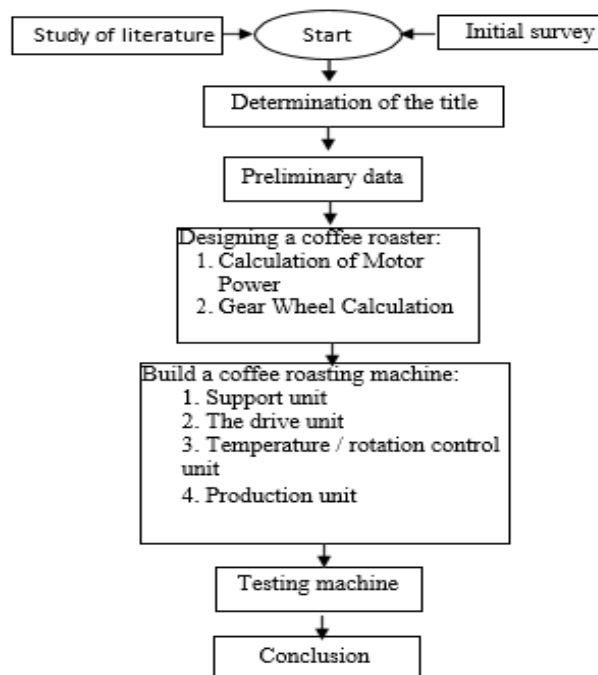 Study of literature
Start
Initial survey
Determination of the title
Preliminary data
Designing a coffee roaster:
1. Calculation of Motor
Power
2. Gear Wheel Calculation
Build a coffee roasting machine:
1. Support unit
2. The drive unit
3. Temperature / rotation control
unit
4. Production unit
Testing machine
Conclusion